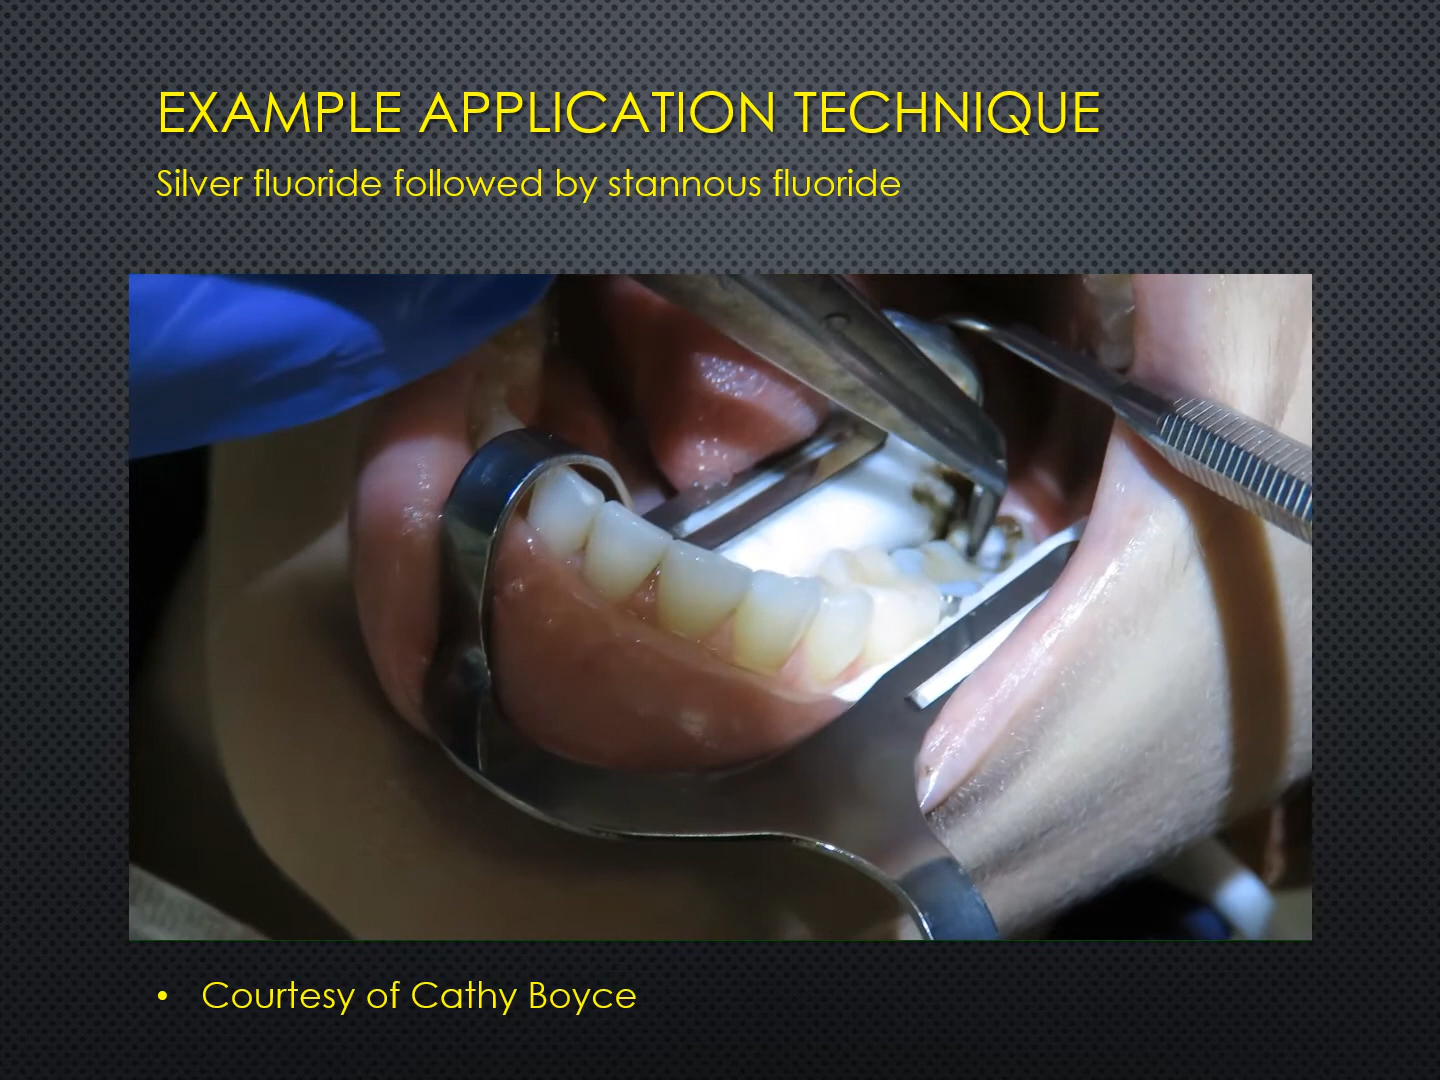 EXAMPLE APPLICATION TECHNIQUE
Silver fluoride followed by stannous fluoride
• Courtesy of Cathy Boyce